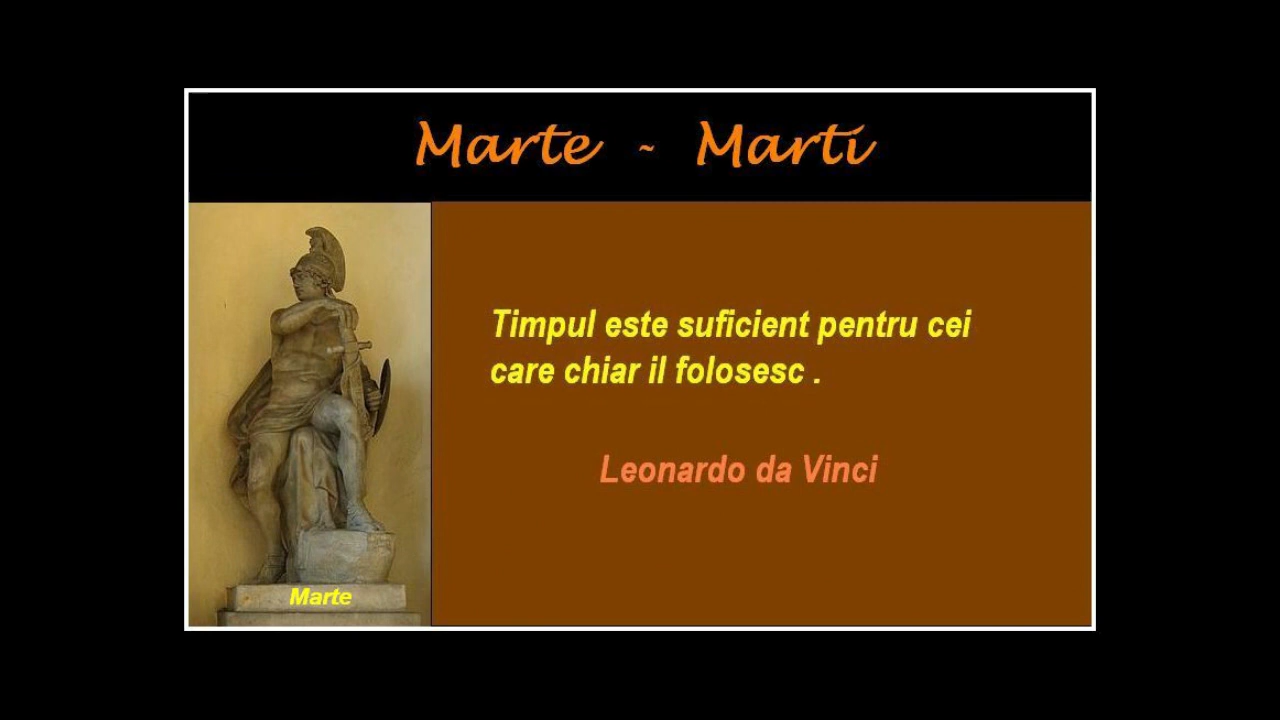 Marte - Marti
Timpul este suficient pentru cei
care chiar il folosesc .
Leonardo da Vinci
Marte